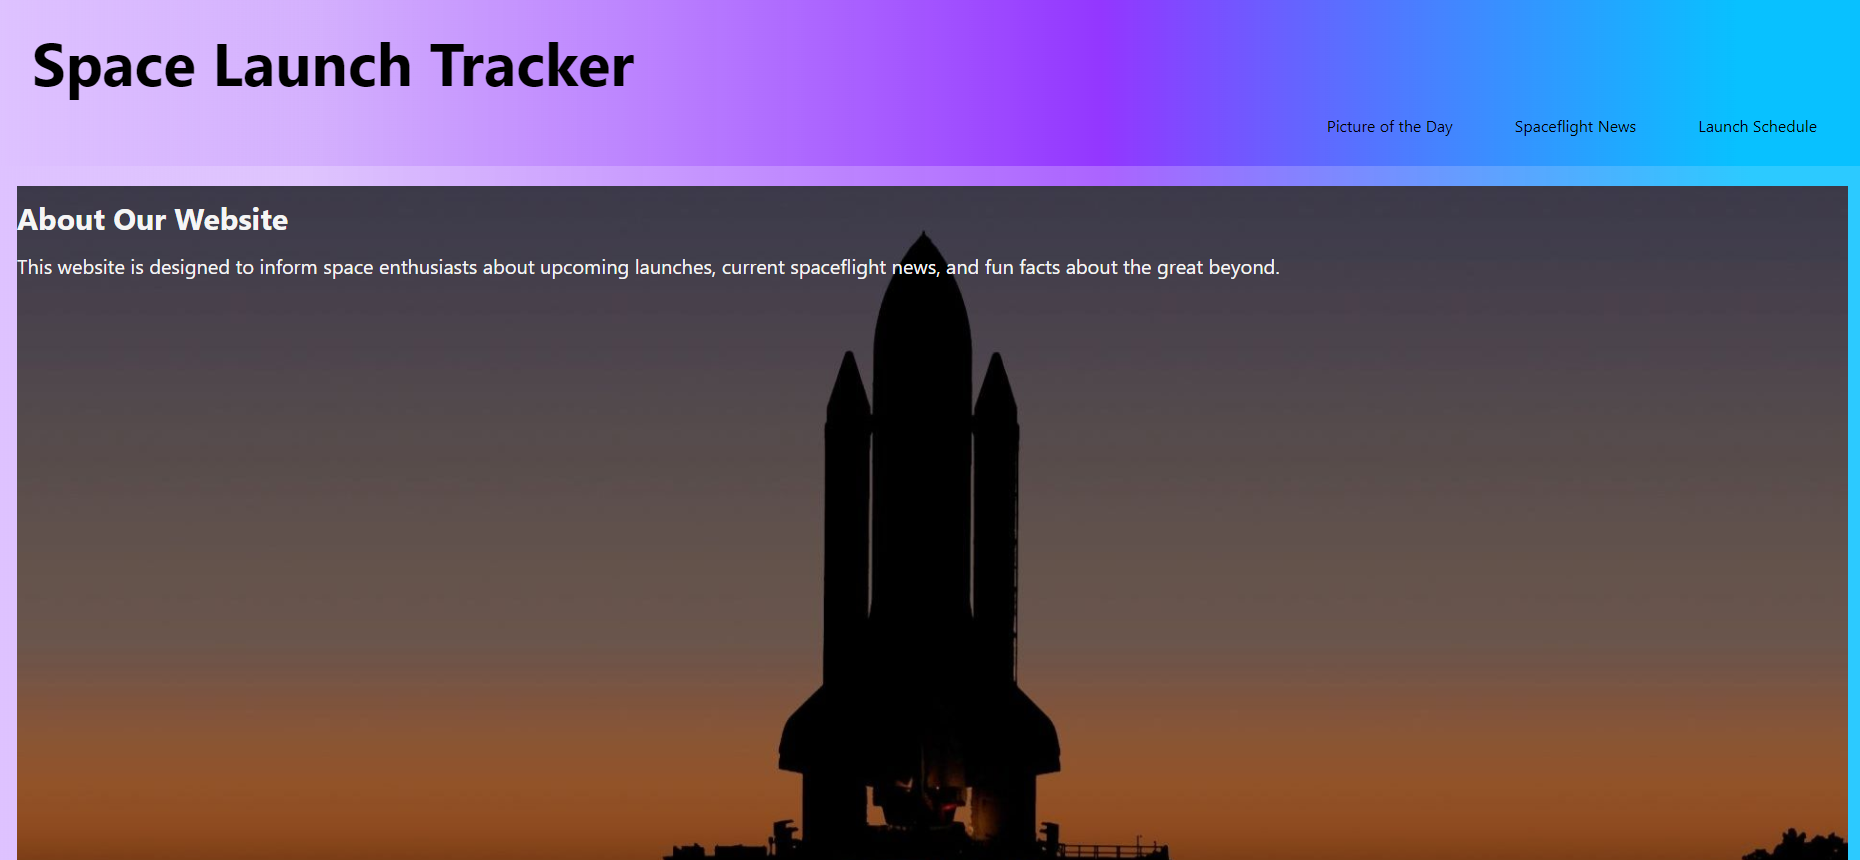 Space Launch Tracker
Picture of the Day
Spaceflight News
Launch Schedule
About Our Website
This website is designed to inform space enthusiasts about upcoming launches, current spaceflight news, and fun facts about the great beyond.